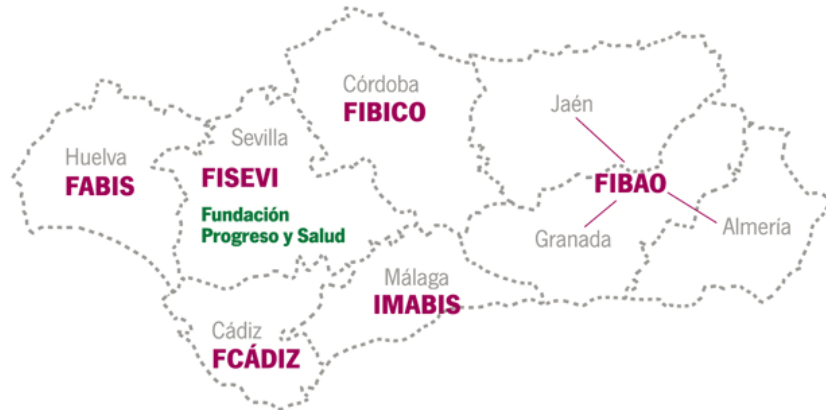 Córdoba
FIBICO
Jaén
Sevilla
FISEVI
Huelva
FABIS
Fundación
Progreso y Salud
FIBAO
Granada
Almería
Málaga
IMABIS
Cádiz
FCÁDIZ